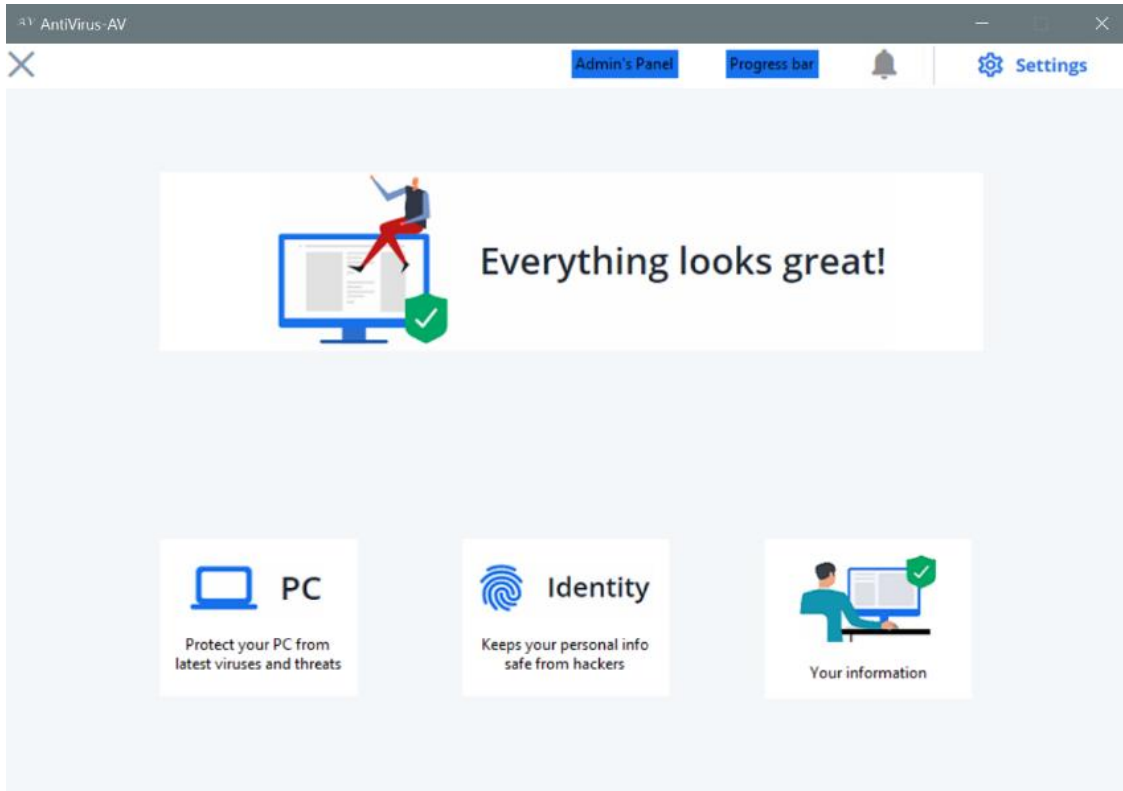 AV AntiVirus-AV
Admin's Panel
Progress bar
Settings
Everything looks great!
PC
Protect your PC from
latest viruses and threats
Identity
Keeps your personal info
safe from hackers
Your information